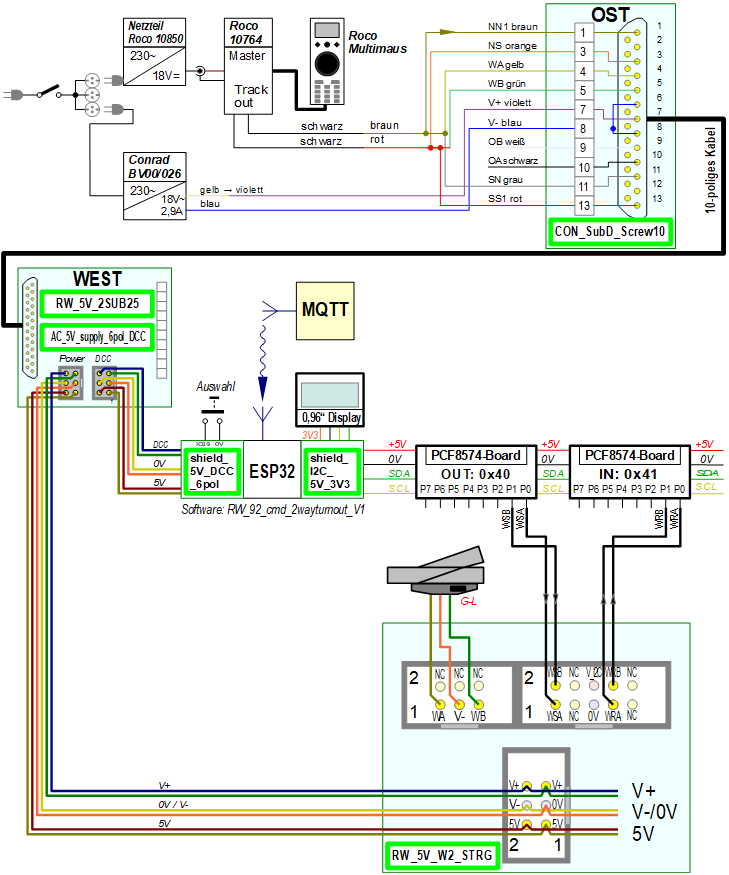 Netzteil
Roco 10850
230~
18V=
Roco
10764
Master
Track
out
Roco
Multimaus
schwarz braun
schwarz rot
Conrad
BV00/026
230~
18V~
2,9A
gelb → violett
blau
OST
NN1 braun 1
NS orange 3
WA gelb 4
WB grün 5
V+ violett 7
V- blau 8
OB weiß 9
OA schwarz 10
SN grau 11
SS1 rot 13
1
2
3
4
5
6
7
8
9
10
11
12
13
CON_SubD_Screw10
10-poliges Kabel
WEST
RW_5V_2SUB25
AC_5V_supply_6pol_DCC
Power DCC
MQTT
Auswahl
IO19 0V
0,96“ Display
3V3
DCC
0V
5V
shield_
5V_DCC
_6pol
ESP32
shield_
I2C_
5V_3V3
Software: RW_92_cmd_2wayturnout_V1
+5V
0V
SDA
SCL
PCF8574-Board
OUT: 0x40
P7 P6 P5 P4 P3 P2 P1 P0
+5V
0V
SDA
SCL
PCF8574-Board
IN: 0x41
P7 P6 P5 P4 P3 P2 P1 P0
+5V
0V
SDA
SCL
WSB
WSA
WRB
WRA
G-L
2 NC NC NC
1 WA V- WB
2 WSB NC V_I2C WRB NC
1 WSA NC 0V WRA NC
V+
0V / V-
5V
V+ V+
V- 0V
5V 5V
2 1
V+
V-/0V
5V
RW_5V_W2_STRG